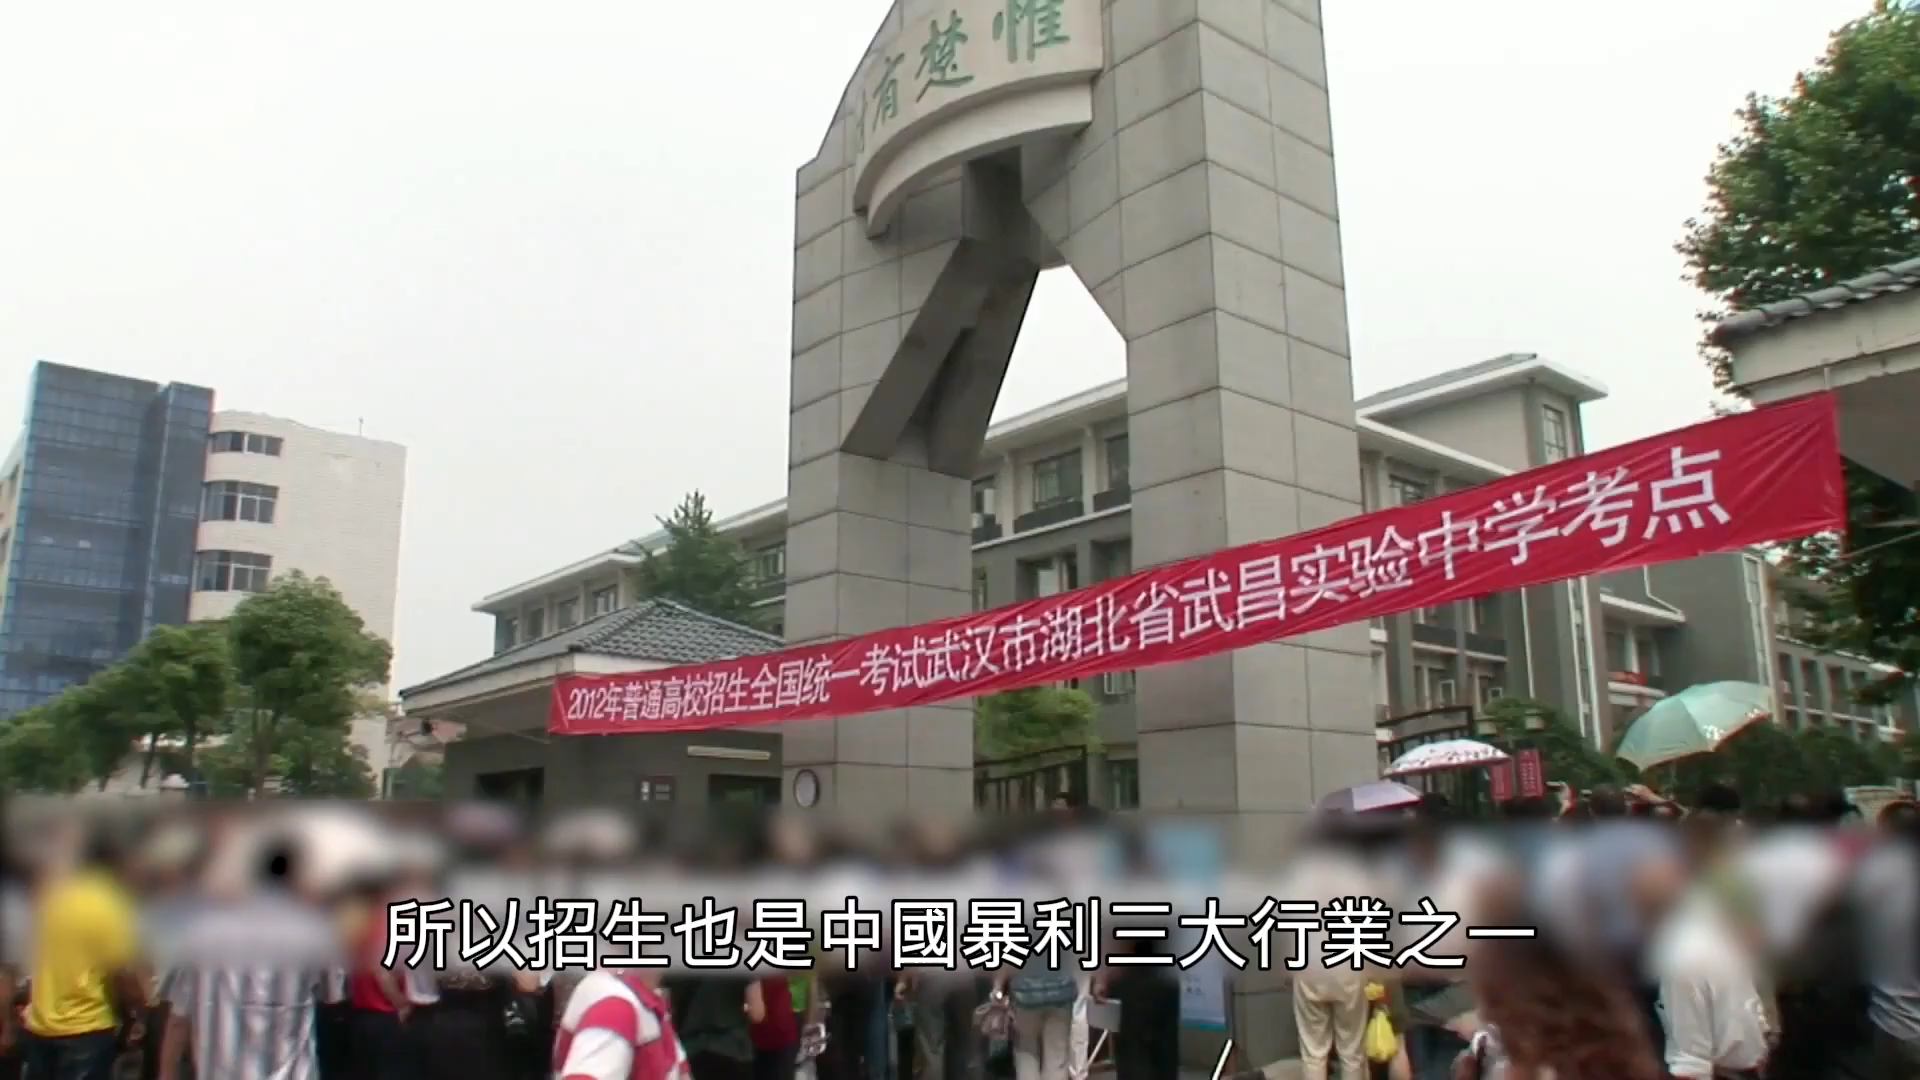 惟楚有
2012年普通高校招生全国统一考试武汉市湖北省武昌实验中学考点
所以招生也是中國暴利三大行業之一